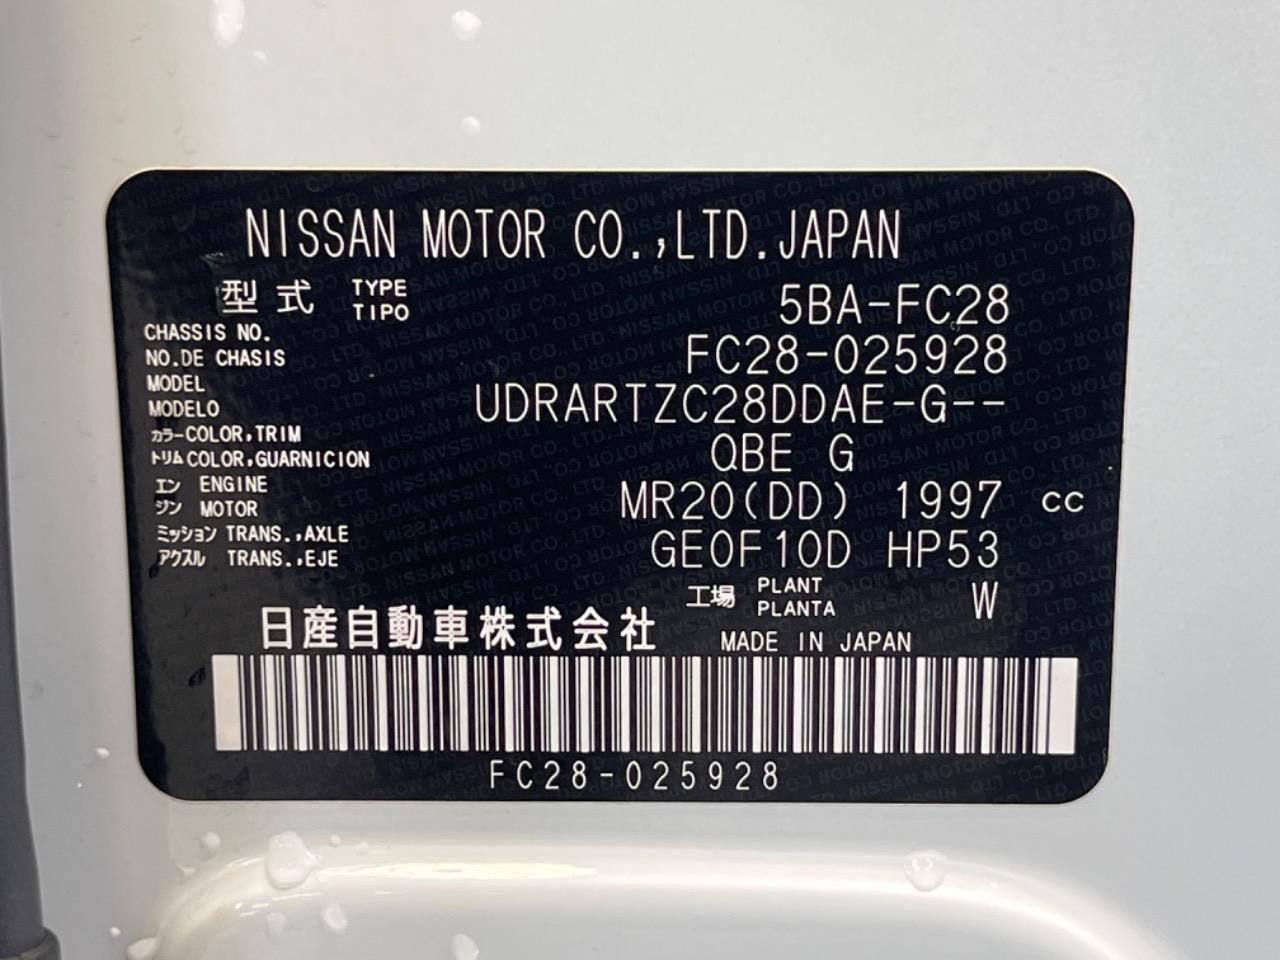 NISSAN MOTOR CO.,LTD.JAPAN
型式 TYPE TIPO 5BA-FC28
CHASSIS NO.
NO.DE CHASIS FC28-025928
MODEL
MODELO UDRARTZC28DDAE-G--
カラー COLOR,TRIM
トリム COLOR,GUARNICION QBE G
エン ENGINE
ジン MOTOR MR20(DD) 1997 cc
ミッション TRANS.,AXLE
アクスル TRANS.,EJE GE0F10D HP53
工場 PLANT PLANTA W
日産自動車株式会社 MADE IN JAPAN
FC28-025928